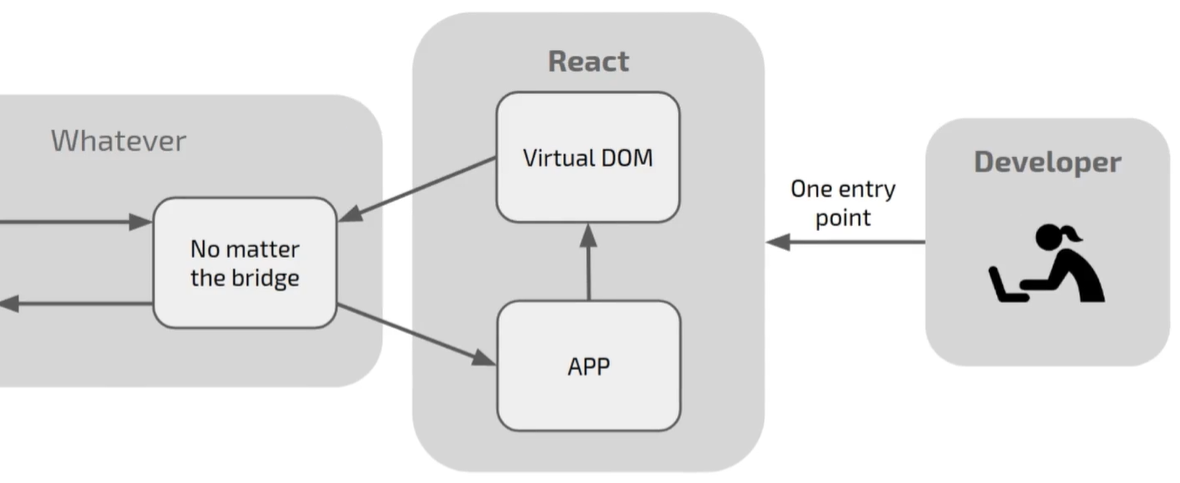 Whatever
No matter
the bridge
React
Virtual DOM
APP
One entry
point
Developer